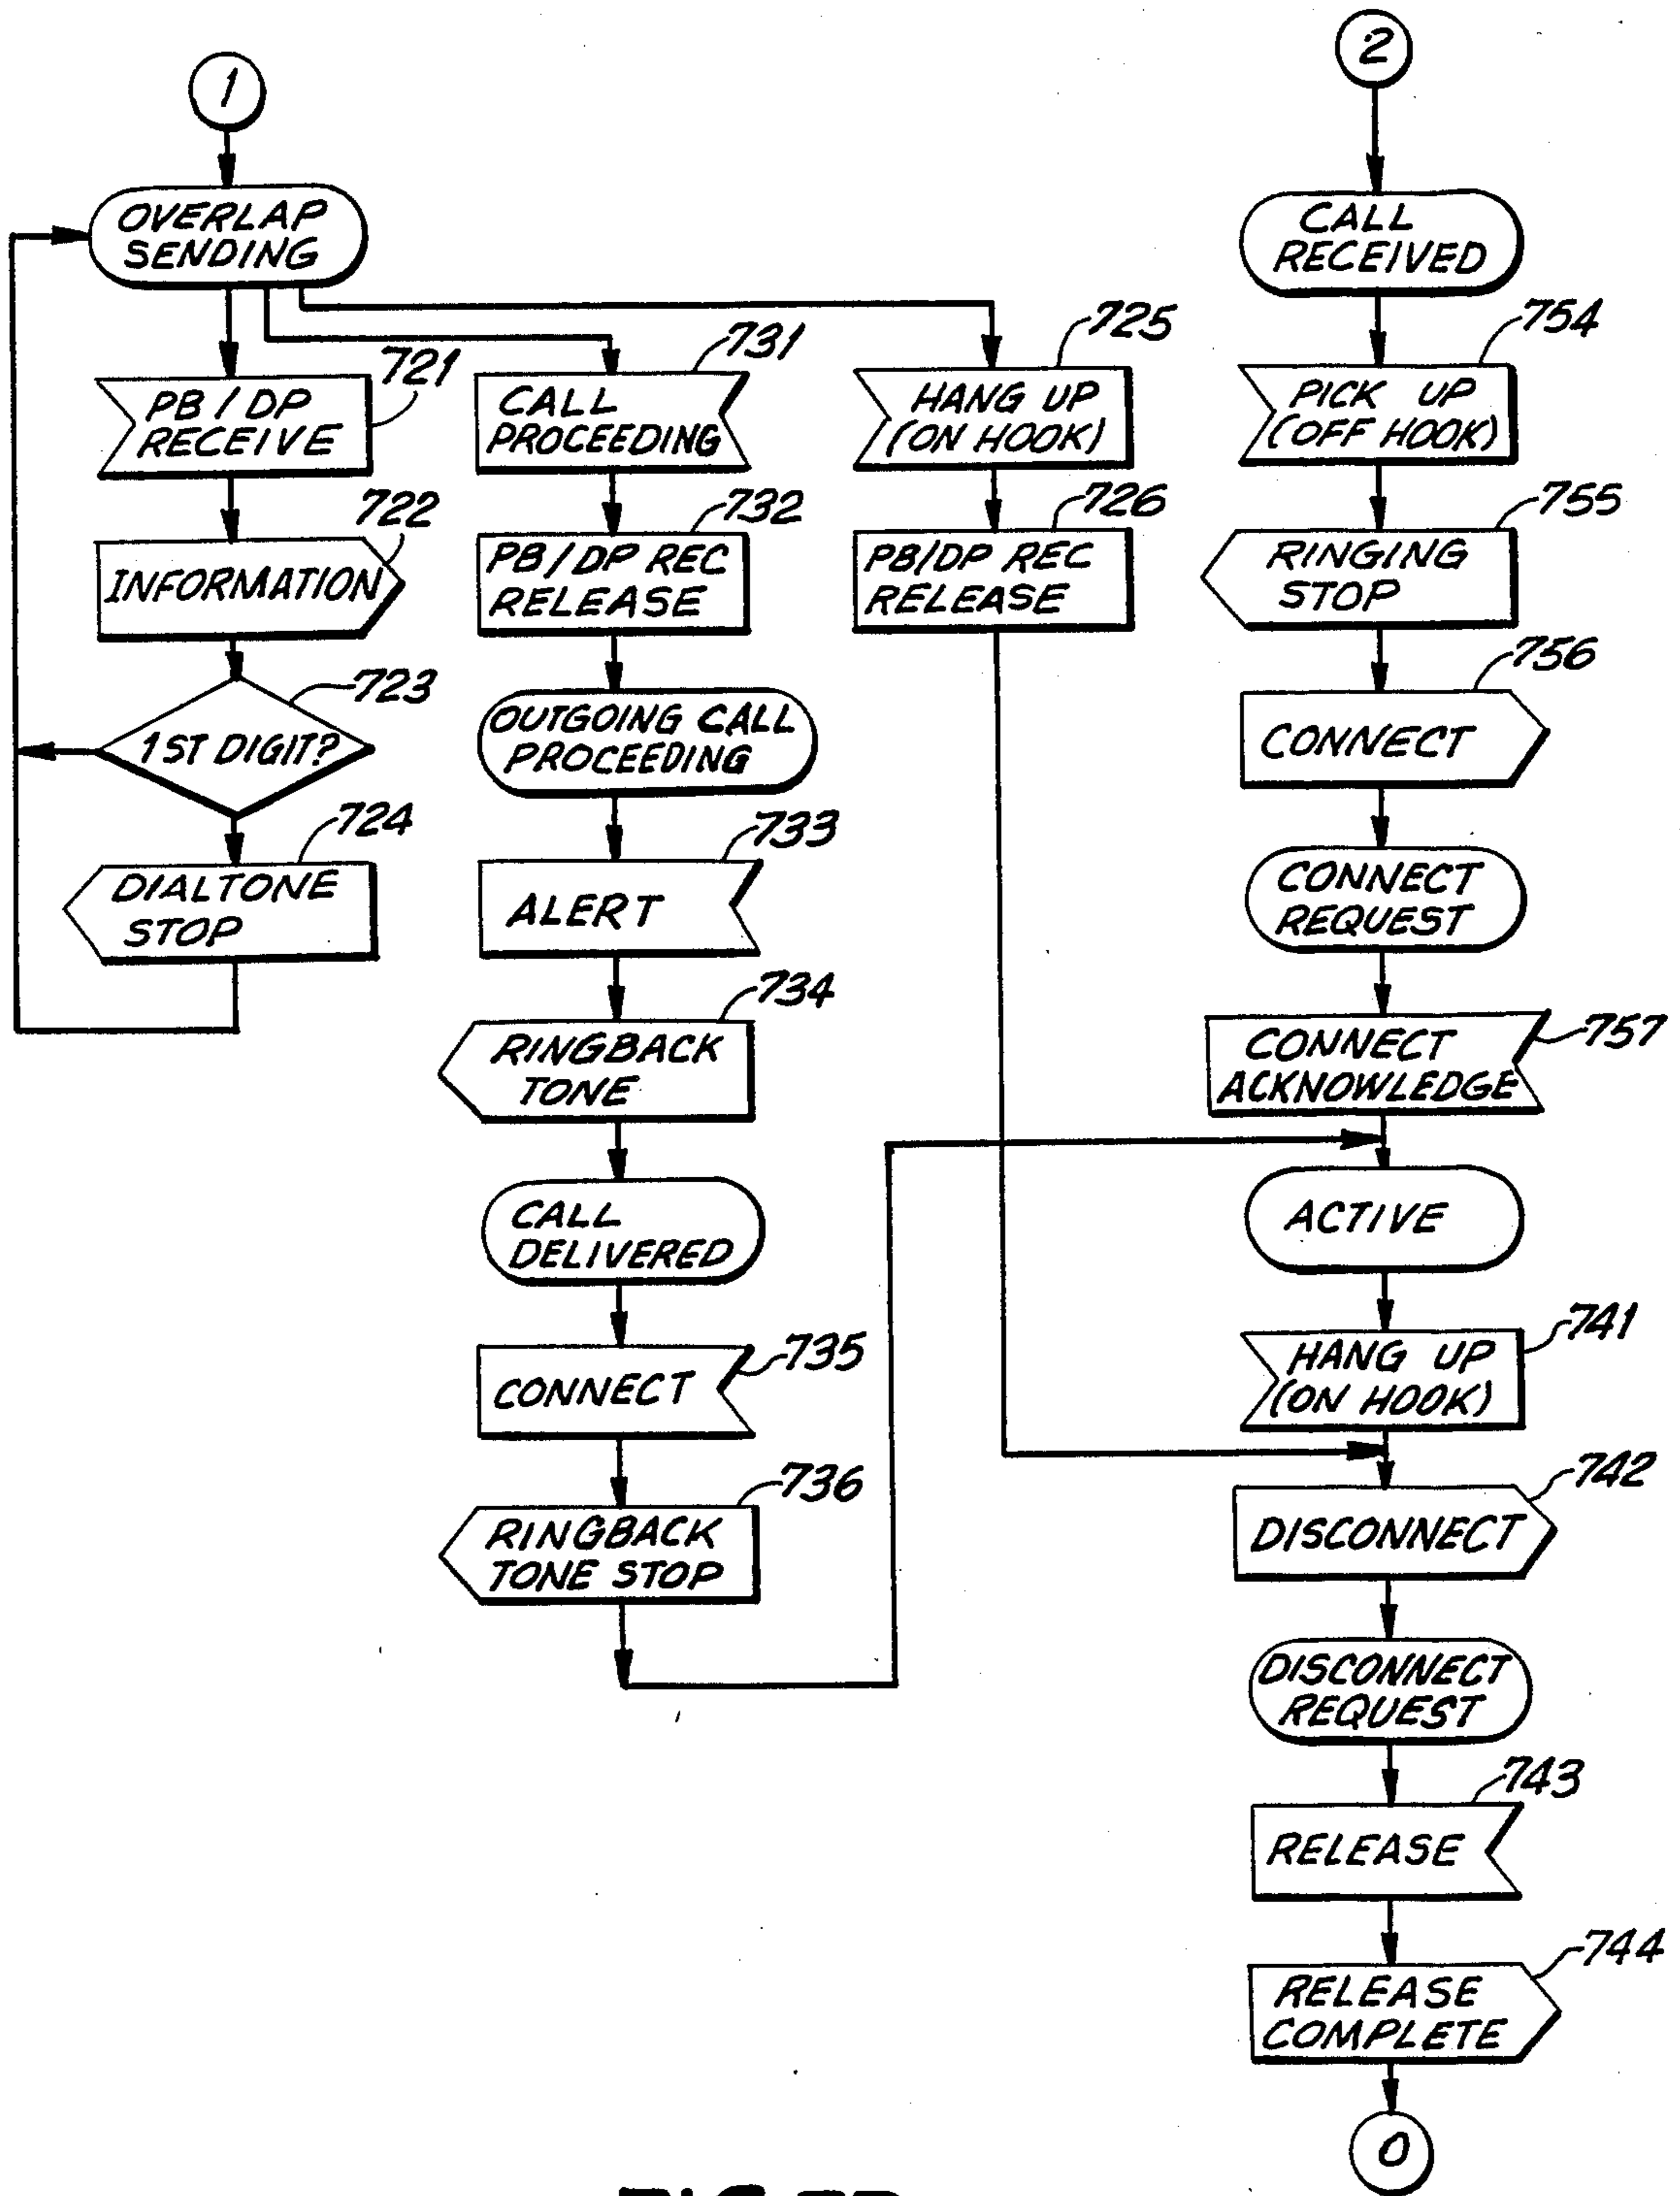 1
OVERLAP
SENDING
721
PB/DP
RECEIVE
722
INFORMATION
723
1ST DIGIT?
724
DIALTONE
STOP
731
CALL
PROCEEDING
732
PB/DP REC
RELEASE
OUTGOING CALL
PROCEEDING
733
ALERT
734
RINGBACK
TONE
CALL
DELIVERED
735
CONNECT
736
RINGBACK
TONE STOP
725
HANG UP
(ON HOOK)
726
PB/DP REC
RELEASE
2
CALL
RECEIVED
754
PICK UP
(OFF HOOK)
755
RINGING
STOP
756
CONNECT
CONNECT
REQUEST
757
CONNECT
ACKNOWLEDGE
ACTIVE
741
HANG UP
(ON HOOK)
742
DISCONNECT
DISCONNECT
REQUEST
743
RELEASE
744
RELEASE
COMPLETE
0